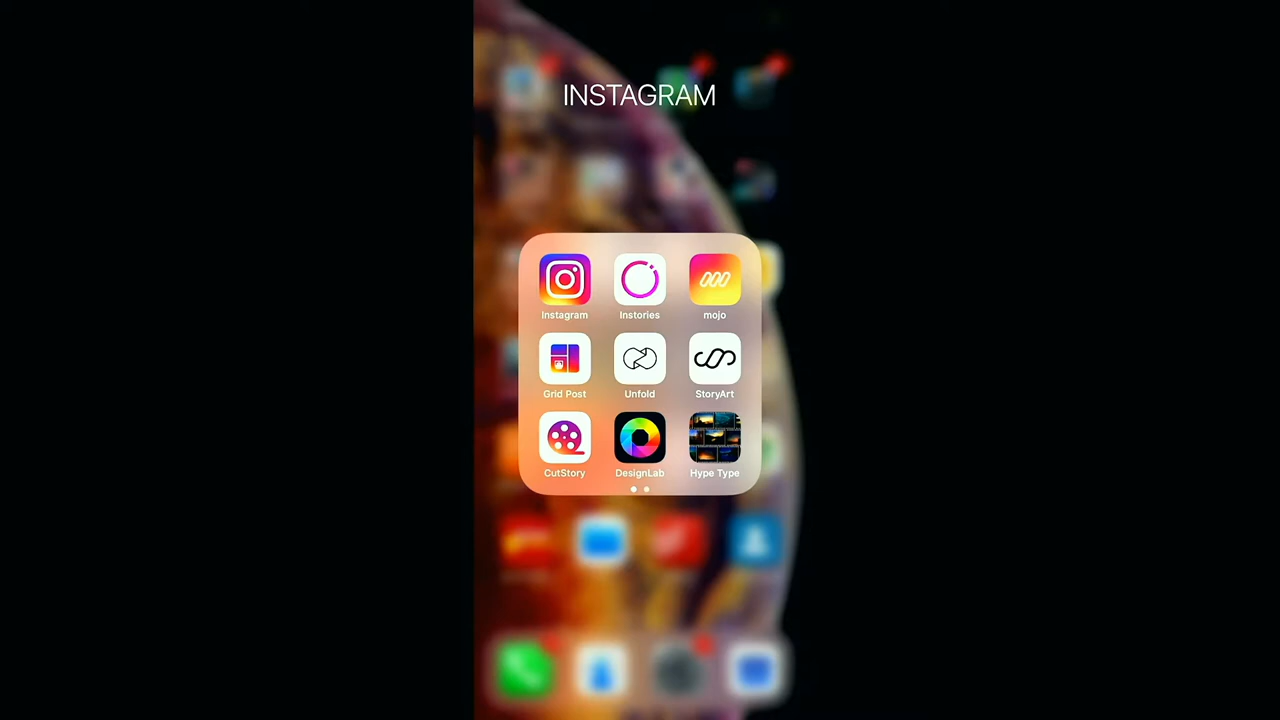 INSTAGRAM
Instagram Instories mojo
Grid Post Unfold StoryArt
CutStory DesignLab Hype Type